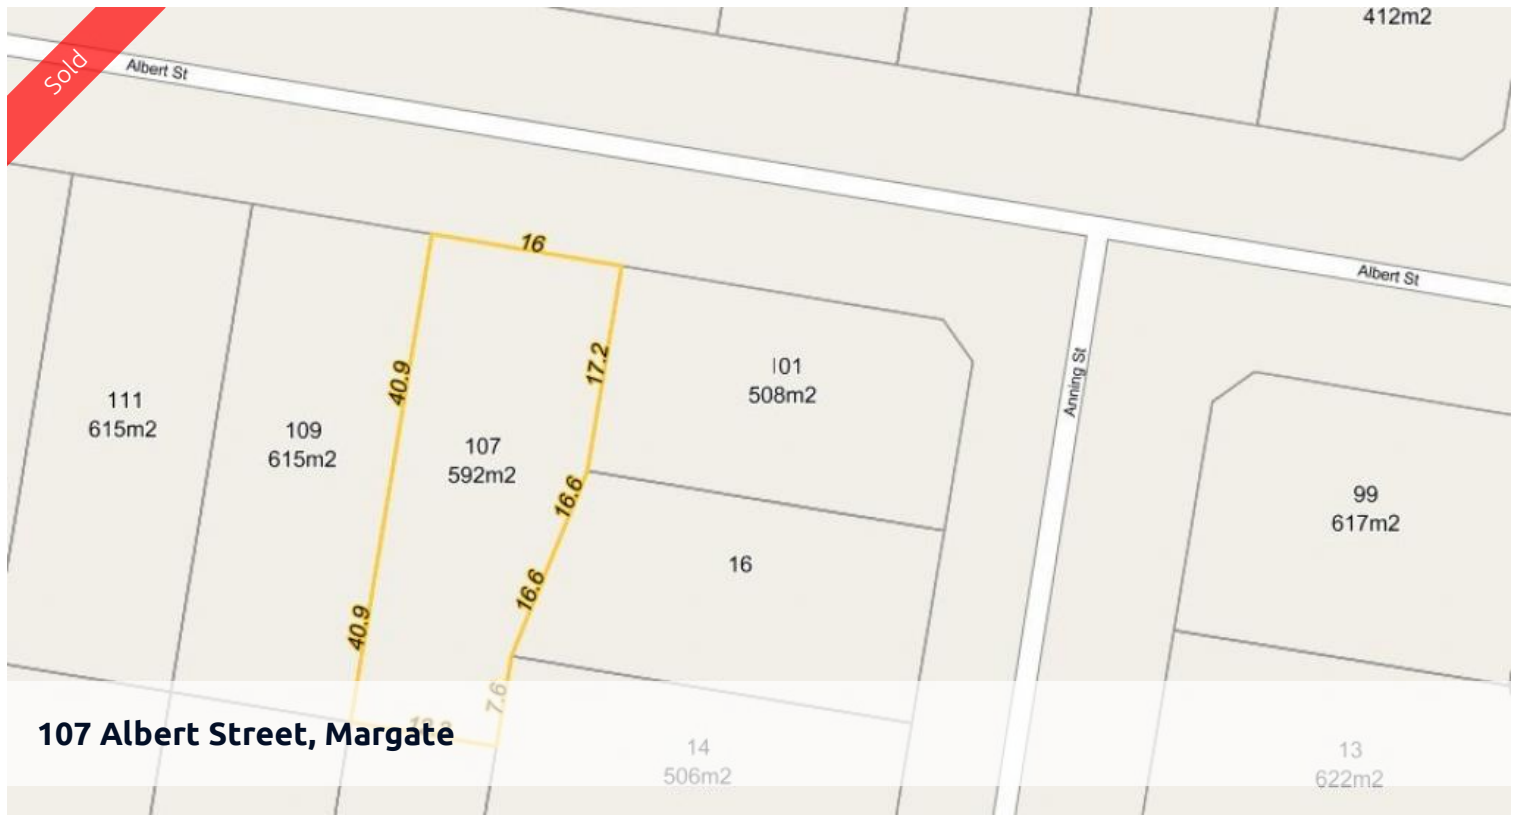 412m2
Sold
Albert St
16
Albert St
40.9
17.2
101
508m2
Anning St
111
615m2
109
615m2
107
592m2
16.6
99
617m2
16
16.6
40.9
7.6
107 Albert Street, Margate
14
506m2
13
622m2